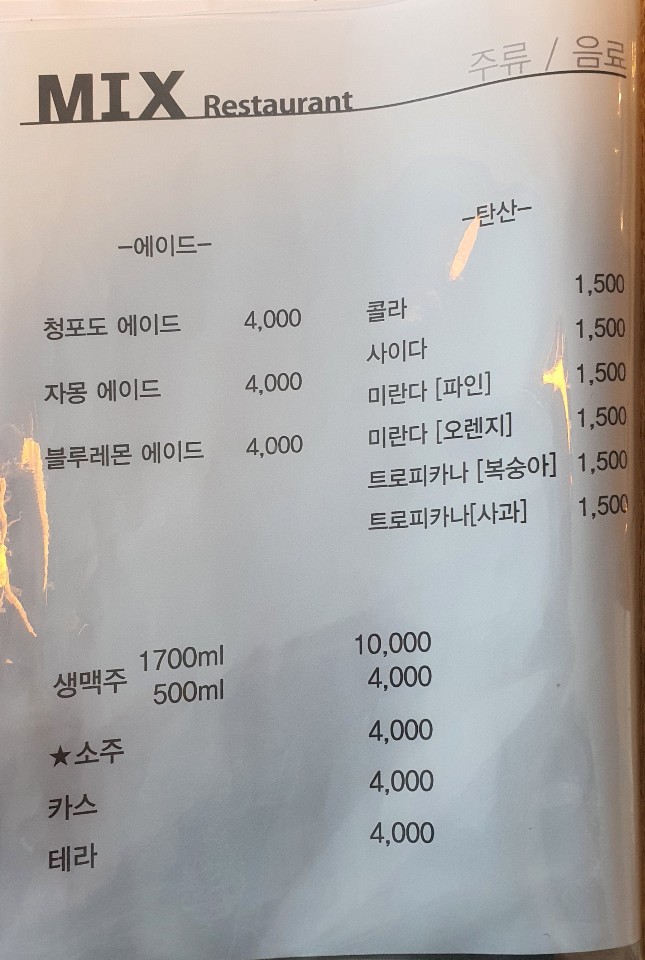 MIX Restaurant
주류 / 음료
-에이드-
청포도 에이드 4,000
자몽 에이드 4,000
블루레몬 에이드 4,000
-탄산-
콜라 1,500
사이다 1,500
미란다 [파인] 1,500
미란다 [오렌지] 1,500
트로피카나 [복숭아] 1,500
트로피카나[사과] 1,500
생맥주 1700ml 10,000
500ml 4,000
★소주 4,000
카스 4,000
테라 4,000